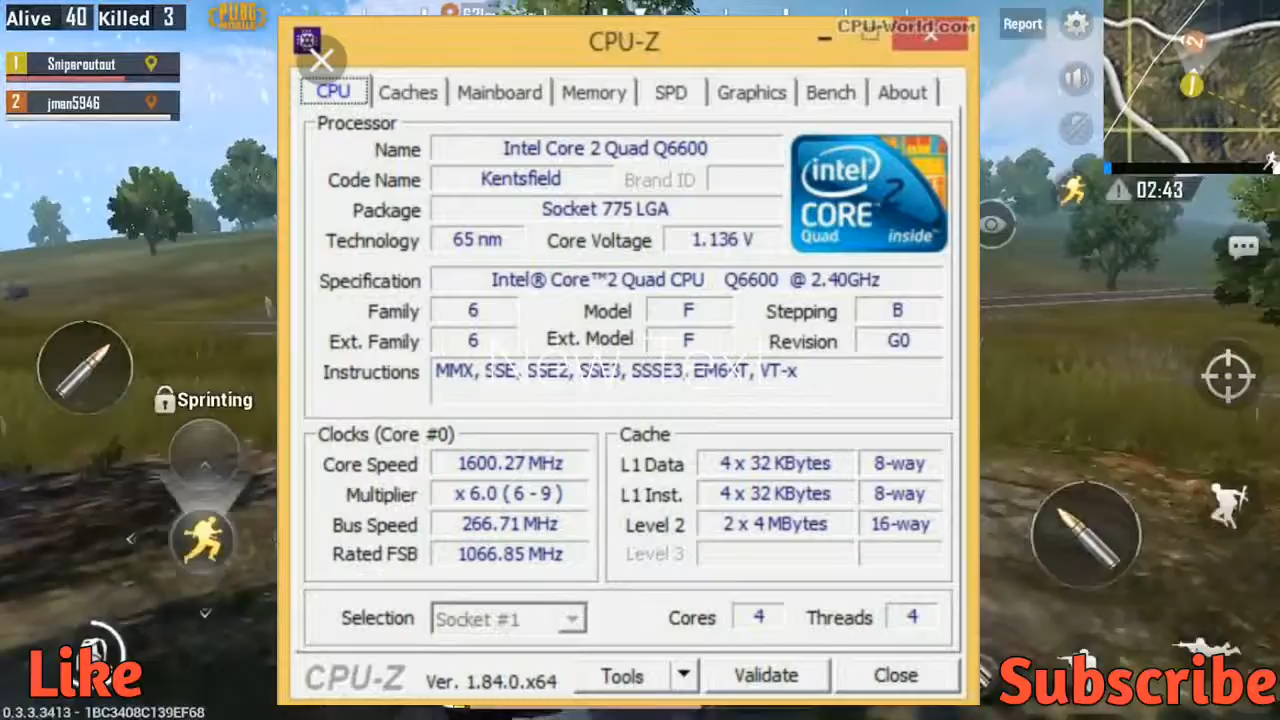 Alive 40 Killed 3
PUBG
Report
CPU-World.com
CPU-Z
1 Sniperoutout
2 jman5946
CPU Caches Mainboard Memory SPD Graphics Bench About
Processor
Name Intel Core 2 Quad Q6600
Code Name Kentsfield Brand ID
Package Socket 775 LGA
Technology 65 nm Core Voltage 1.136 V
intel CORE 2 Quad inside
Specification Intel® Core™2 Quad CPU Q6600 @ 2.40GHz
Family 6 Model F Stepping B
Ext. Family 6 Ext. Model F Revision G0
Instructions MMX, SSE, SSE2, SSE3, SSSE3, EM64T, VT-x
New Text
02:43
Sprinting
Clocks (Core #0)
Core Speed 1600.27 MHz
Multiplier x 6.0 ( 6 - 9 )
Bus Speed 266.71 MHz
Rated FSB 1066.85 MHz
Cache
L1 Data 4 x 32 KBytes 8-way
L1 Inst. 4 x 32 KBytes 8-way
Level 2 2 x 4 MBytes 16-way
Level 3
Selection Socket #1 Cores 4 Threads 4
CPU-Z Ver. 1.84.0.x64 Tools Validate Close
Like
Subscribe
0.3.3.3413 - 1BC3408C139EF68